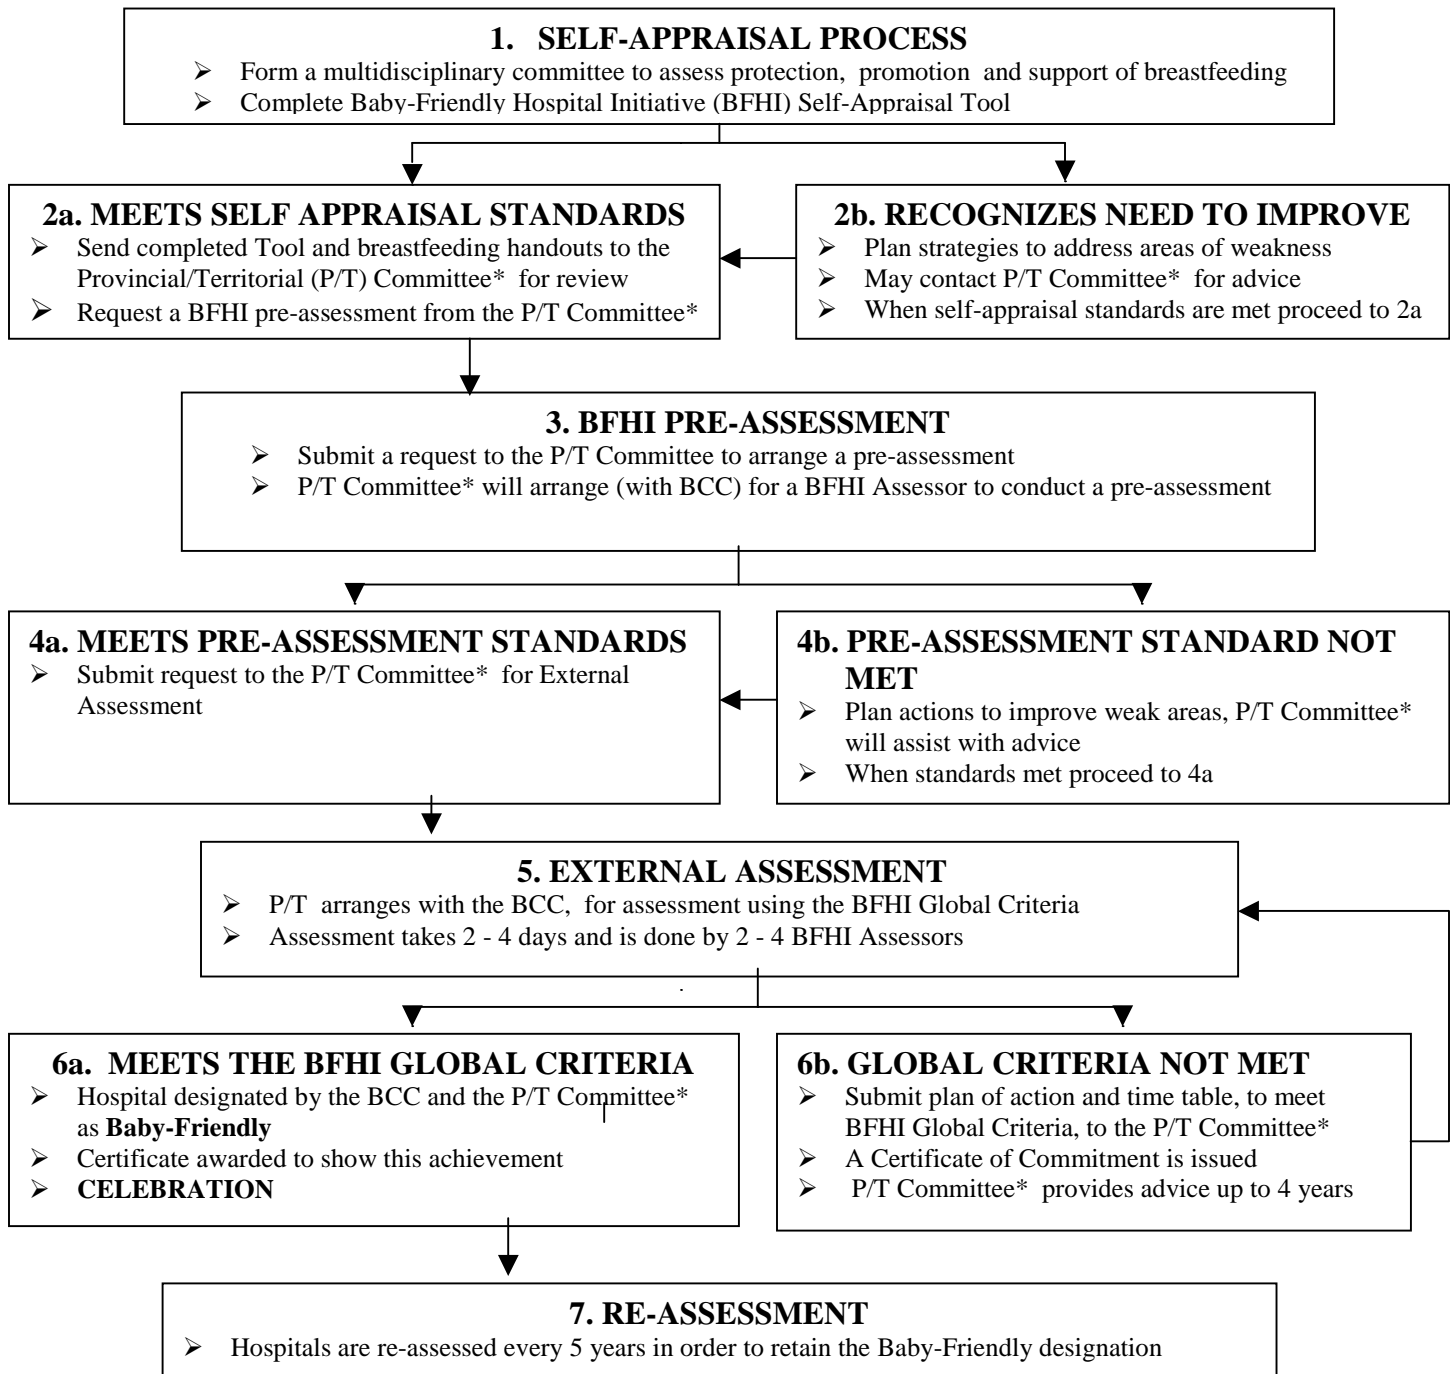 1. SELF-APPRAISAL PROCESS
➢ Form a multidisciplinary committee to assess protection, promotion and support of breastfeeding
➢ Complete Baby-Friendly Hospital Initiative (BFHI) Self-Appraisal Tool
2a. MEETS SELF APPRAISAL STANDARDS
➢ Send completed Tool and breastfeeding handouts to the
Provincial/Territorial (P/T) Committee* for review
➢ Request a BFHI pre-assessment from the P/T Committee*
2b. RECOGNIZES NEED TO IMPROVE
➢ Plan strategies to address areas of weakness
➢ May contact P/T Committee* for advice
➢ When self-appraisal standards are met proceed to 2a
3. BFHI PRE-ASSESSMENT
➢ Submit a request to the P/T Committee to arrange a pre-assessment
➢ P/T Committee* will arrange (with BCC) for a BFHI Assessor to conduct a pre-assessment
4a. MEETS PRE-ASSESSMENT STANDARDS
➢ Submit request to the P/T Committee* for External
Assessment
4b. PRE-ASSESSMENT STANDARD NOT
MET
➢ Plan actions to improve weak areas, P/T Committee*
will assist with advice
➢ When standards met proceed to 4a
5. EXTERNAL ASSESSMENT
➢ P/T arranges with the BCC, for assessment using the BFHI Global Criteria
➢ Assessment takes 2 - 4 days and is done by 2 - 4 BFHI Assessors
6a. MEETS THE BFHI GLOBAL CRITERIA
➢ Hospital designated by the BCC and the P/T Committee*
as Baby-Friendly
➢ Certificate awarded to show this achievement
➢ CELEBRATION
6b. GLOBAL CRITERIA NOT MET
➢ Submit plan of action and time table, to meet
BFHI Global Criteria, to the P/T Committee*
➢ A Certificate of Commitment is issued
➢ P/T Committee* provides advice up to 4 years
7. RE-ASSESSMENT
➢ Hospitals are re-assessed every 5 years in order to retain the Baby-Friendly designation